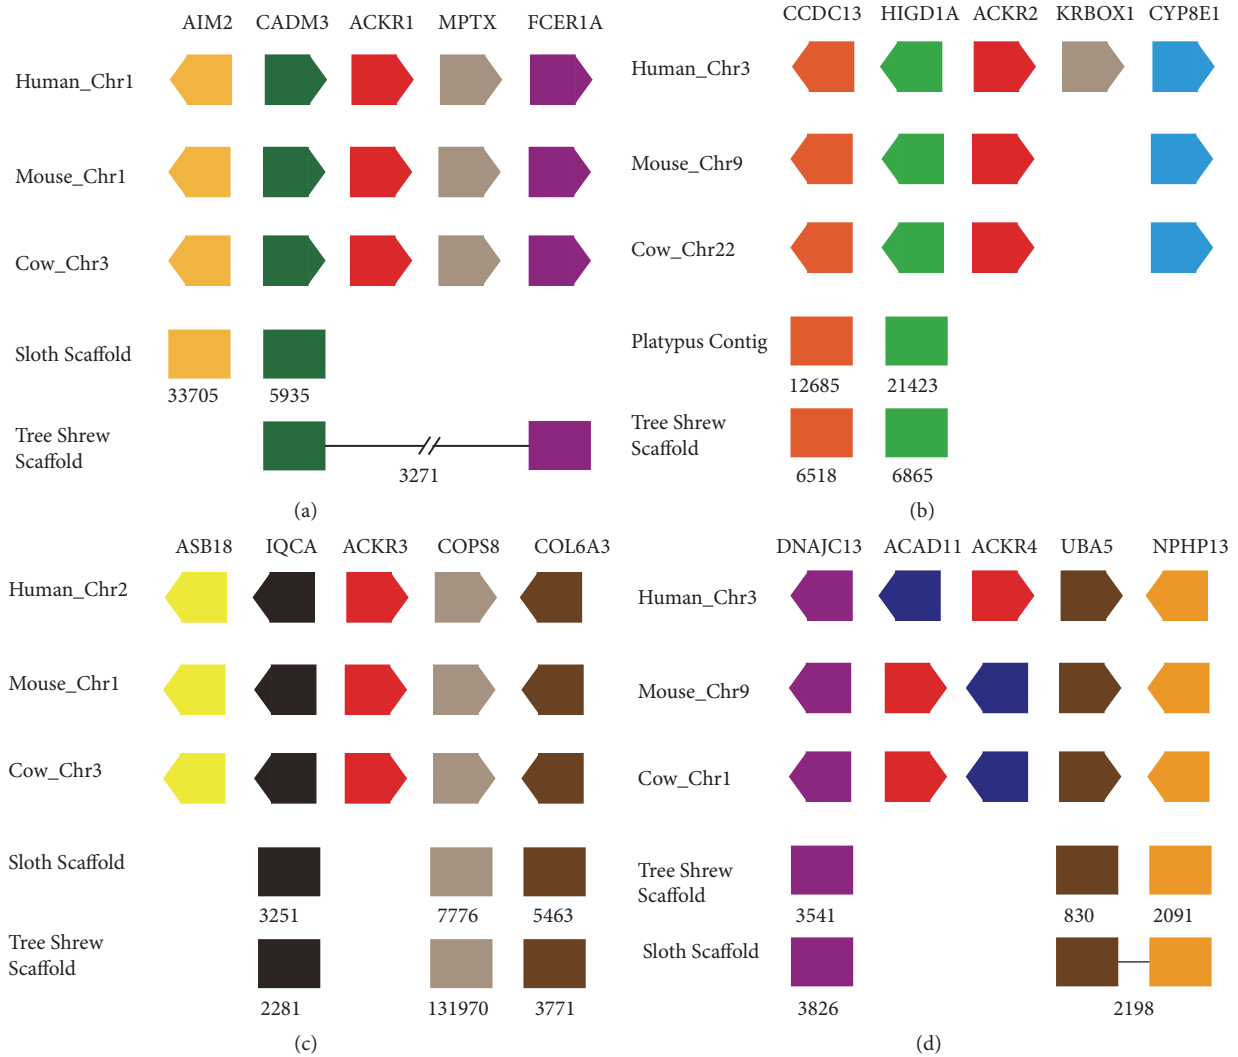 AIM2 CADM3 ACKR1 MPTX FCER1A
Human_Chr1
Mouse_Chr1
Cow_Chr3
Sloth Scaffold
33705 5935
Tree Shrew
Scaffold
3271
(a)
CCDC13 HIGD1A ACKR2 KRBOX1 CYP8E1
Human_Chr3
Mouse_Chr9
Cow_Chr22
Platypus Contig
12685 21423
Tree Shrew
Scaffold
6518 6865
(b)
ASB18 IQCA ACKR3 COPS8 COL6A3
Human_Chr2
Mouse_Chr1
Cow_Chr3
Sloth Scaffold
3251 7776 5463
Tree Shrew
Scaffold
2281 131970 3771
(c)
DNAJC13 ACAD11 ACKR4 UBA5 NPHP13
Human_Chr3
Mouse_Chr9
Cow_Chr1
Tree Shrew
Scaffold
3541 830 2091
Sloth Scaffold
3826 2198
(d)